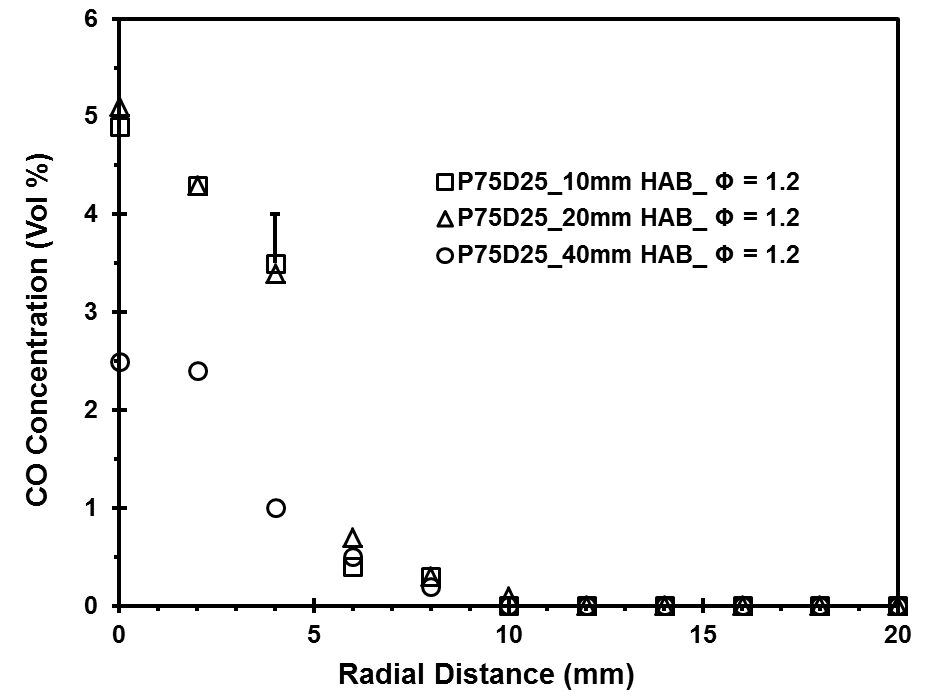 6
5
4
3
2
1
0
CO Concentration (Vol %)
P75D25_10mm HAB_ Φ = 1.2
P75D25_20mm HAB_ Φ = 1.2
P75D25_40mm HAB_ Φ = 1.2
0 5 10 15 20
Radial Distance (mm)